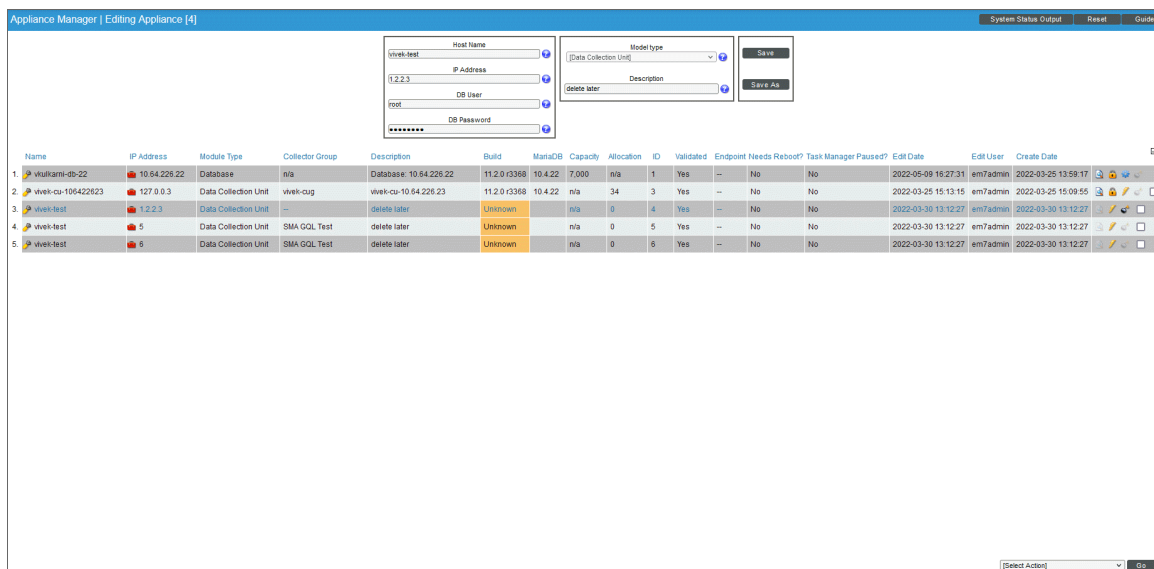 Appliance Manager | Editing Appliance [4]
System Status Output Reset Guide
Host Name
vivek-test
IP Address
1.2.2.3
DB User
root
DB Password
••••••••
Model type
[Data Collection Unit]
Description
delete later
Save
Save As
Name IP Address Module Type Collector Group Description Build MariaDB Capacity Allocation ID Validated Endpoint Needs Reboot? Task Manager Paused? Edit Date Edit User Create Date
1. vkulkarni-db-22 10.64.226.22 Database n/a Database: 10.64.226.22 11.2.0 r3368 10.4.22 7,000 n/a 1 Yes -- No No 2022-05-09 16:27:31 em7admin 2022-03-25 13:59:17
2. vivek-cu-106422623 127.0.0.3 Data Collection Unit vivek-cug vivek-cu-10.64.226.23 11.2.0 r3368 10.4.22 n/a 34 3 Yes -- No No 2022-03-25 15:13:15 em7admin 2022-03-25 15:09:55
3. vivek-test 1.2.2.3 Data Collection Unit -- delete later Unknown n/a 0 4 Yes -- No No 2022-03-30 13:12:27 em7admin 2022-03-30 13:12:27
4. vivek-test 5 Data Collection Unit SMA GQL Test delete later Unknown n/a 0 5 Yes -- No No 2022-03-30 13:12:27 em7admin 2022-03-30 13:12:27
5. vivek-test 6 Data Collection Unit SMA GQL Test delete later Unknown n/a 0 6 Yes -- No No 2022-03-30 13:12:27 em7admin 2022-03-30 13:12:27
[Select Action] Go